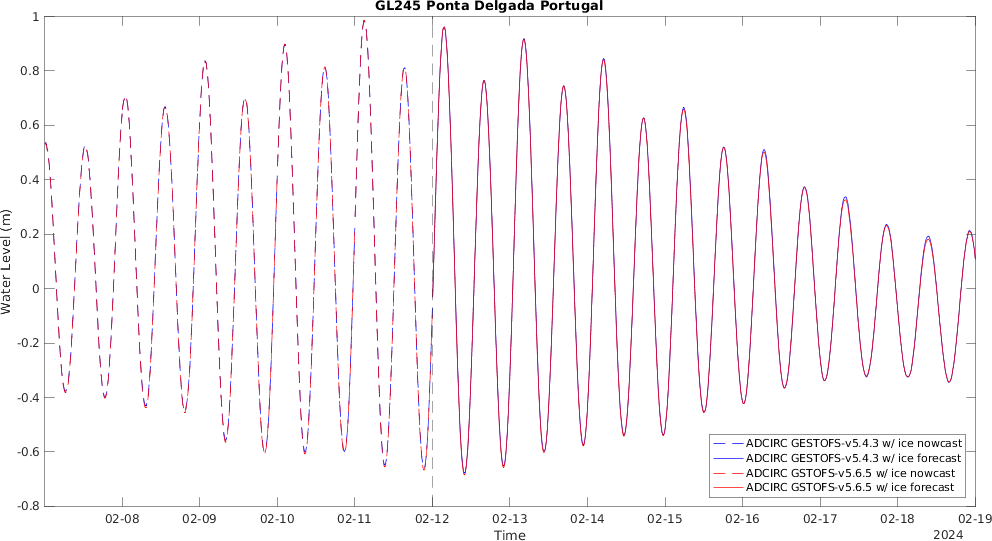 GL245 Ponta Delgada Portugal
1
0.8
0.6
0.4
0.2
0
-0.2
-0.4
-0.6
-0.8
Water Level (m)
ADCIRC GESTOFS-v5.4.3 w/ ice nowcast
ADCIRC GESTOFS-v5.4.3 w/ ice forecast
ADCIRC GSTOFS-v5.6.5 w/ ice nowcast
ADCIRC GSTOFS-v5.6.5 w/ ice forecast
02-08 02-09 02-10 02-11 02-12 02-13 02-14 02-15 02-16 02-17 02-18 02-19
Time
2024